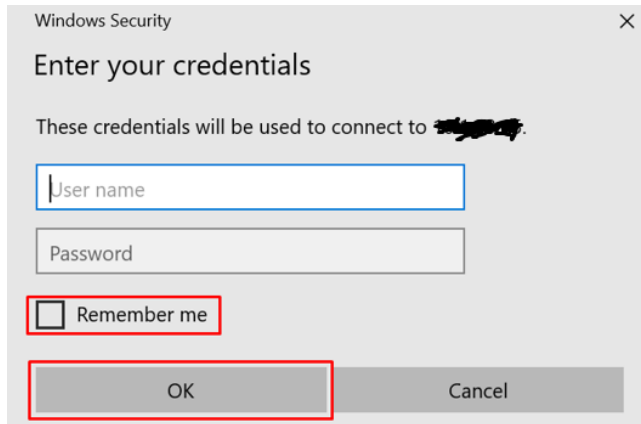 Windows Security
Enter your credentials
These credentials will be used to connect to .
User name
Password
Remember me
OK
Cancel